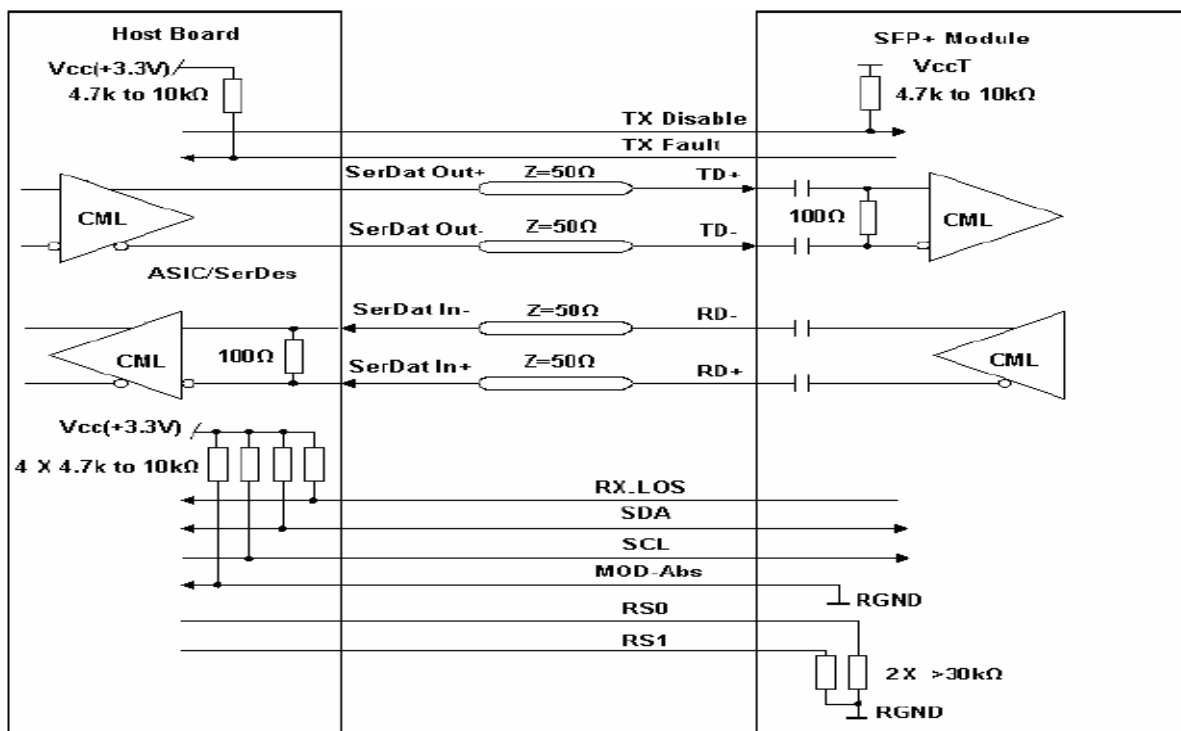 Host Board
SFP+ Module
Vcc(+3.3V)
VccT
4.7k to 10kΩ
4.7k to 10kΩ
TX Disable
TX Fault
SerDat Out+
Z=50Ω
TD+
CML
100Ω
CML
SerDat Out-
Z=50Ω
TD-
ASIC/SerDes
SerDat In-
Z=50Ω
RD-
CML
100Ω
CML
SerDat In+
Z=50Ω
RD+
Vcc(+3.3V)
4 X 4.7k to 10kΩ
RX_LOS
SDA
SCL
MOD-Abs
RGND
RS0
RS1
2X >30kΩ
RGND